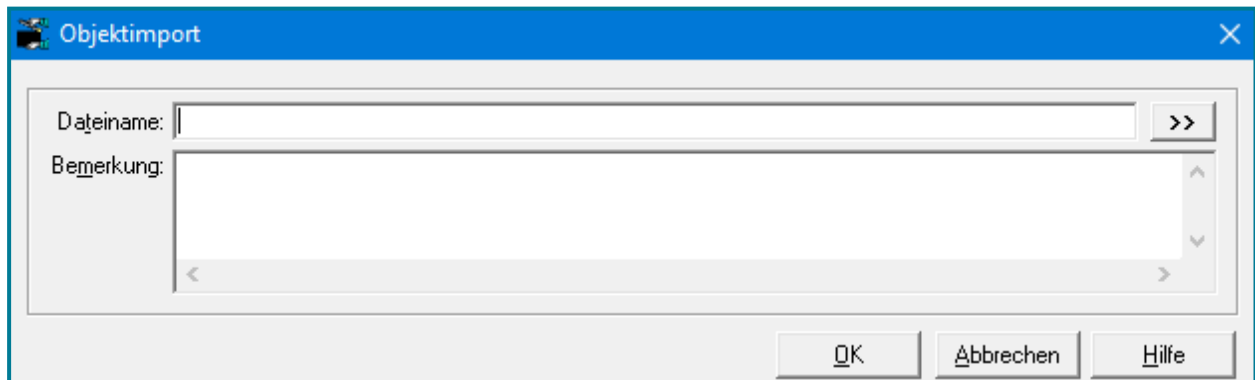 Objektimport
Dateiname: >>
Bemerkung:
OK Abbrechen Hilfe